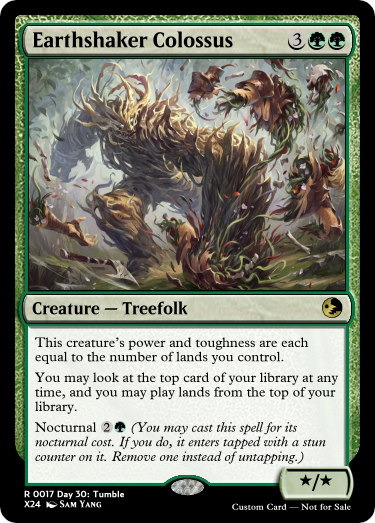 Earthshaker Colossus 3
Creature — Treefolk
This creature's power and toughness are each
equal to the number of lands you control.
You may look at the top card of your library at any
time, and you may play lands from the top of your
library.
Nocturnal 2 (You may cast this spell for its
nocturnal cost. If you do, it enters tapped with a stun
counter on it. Remove one instead of untapping.)
★/★
R 0017 Day 30: Tumble
X24 Sam Yang
Custom Card — Not for Sale